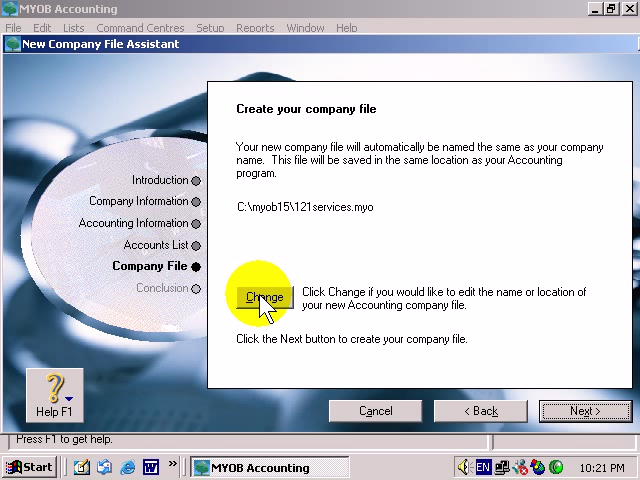 MYOB Accounting
File Edit Lists Command Centres Setup Reports Window Help
New Company File Assistant
Create your company file
Your new company file will automatically be named the same as your company
name. This file will be saved in the same location as your Accounting
program.
C:\myob15\121services.myo
Introduction
Company Information
Accounting Information
Accounts List
Company File
Conclusion
Change
Click Change if you would like to edit the name or location of
your new Accounting company file.
Click the Next button to create your company file.
Help F1
Cancel
< Back
Next >
Press F1 to get help.
Start
W
»
MYOB Accounting
EN
10:21 PM